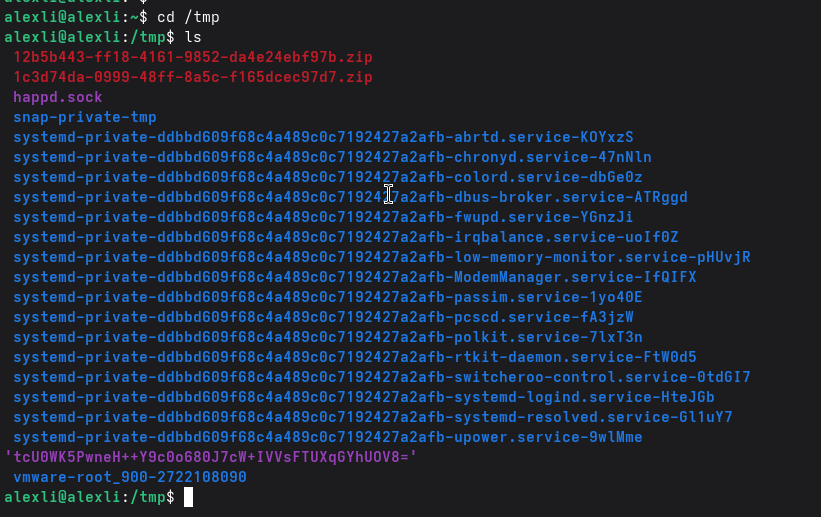 alexli@alexli:~$ cd /tmp
alexli@alexli:/tmp$ ls
12b5b443-ff18-4161-9852-da4e24ebf97b.zip
1c3d74da-0999-48ff-8a5c-f165dcec97d7.zip
happd.sock
snap-private-tmp
systemd-private-ddbbd609f68c4a489c0c7192427a2afb-abrtd.service-KOYxzS
systemd-private-ddbbd609f68c4a489c0c7192427a2afb-chronyd.service-47nNln
systemd-private-ddbbd609f68c4a489c0c7192427a2afb-colord.service-dbGe0z
systemd-private-ddbbd609f68c4a489c0c7192427a2afb-dbus-broker.service-ATRggd
systemd-private-ddbbd609f68c4a489c0c7192427a2afb-fwupd.service-YGnzJi
systemd-private-ddbbd609f68c4a489c0c7192427a2afb-irqbalance.service-uoIf0Z
systemd-private-ddbbd609f68c4a489c0c7192427a2afb-low-memory-monitor.service-pHUvjR
systemd-private-ddbbd609f68c4a489c0c7192427a2afb-ModemManager.service-IfQIFX
systemd-private-ddbbd609f68c4a489c0c7192427a2afb-passim.service-1yo40E
systemd-private-ddbbd609f68c4a489c0c7192427a2afb-pcscd.service-fA3jzW
systemd-private-ddbbd609f68c4a489c0c7192427a2afb-polkit.service-7lxT3n
systemd-private-ddbbd609f68c4a489c0c7192427a2afb-rtkit-daemon.service-FtW0d5
systemd-private-ddbbd609f68c4a489c0c7192427a2afb-switcheroo-control.service-0tdGI7
systemd-private-ddbbd609f68c4a489c0c7192427a2afb-systemd-logind.service-HteJGb
systemd-private-ddbbd609f68c4a489c0c7192427a2afb-systemd-resolved.service-Gl1uY7
systemd-private-ddbbd609f68c4a489c0c7192427a2afb-upower.service-9wlMme
'tcU0WK5PwneH++Y9c0o680J7cW+IVVsFTUXqGYhUOV8='
vmware-root_900-2722108090
alexli@alexli:/tmp$